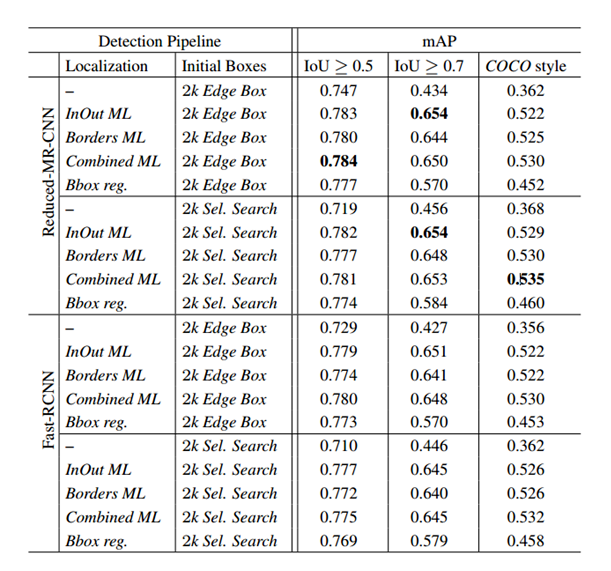 Detection Pipeline mAP
Localization Initial Boxes IoU ≥ 0.5 IoU ≥ 0.7 COCO style
Reduced-MR-CNN
– 2k Edge Box 0.747 0.434 0.362
InOut ML 2k Edge Box 0.783 0.654 0.522
Borders ML 2k Edge Box 0.780 0.644 0.525
Combined ML 2k Edge Box 0.784 0.650 0.530
Bbox reg. 2k Edge Box 0.777 0.570 0.452
– 2k Sel. Search 0.719 0.456 0.368
InOut ML 2k Sel. Search 0.782 0.654 0.529
Borders ML 2k Sel. Search 0.777 0.648 0.530
Combined ML 2k Sel. Search 0.781 0.653 0.535
Bbox reg. 2k Sel. Search 0.774 0.584 0.460
Fast-RCNN
– 2k Edge Box 0.729 0.427 0.356
InOut ML 2k Edge Box 0.779 0.651 0.522
Borders ML 2k Edge Box 0.774 0.641 0.522
Combined ML 2k Edge Box 0.780 0.648 0.530
Bbox reg. 2k Edge Box 0.773 0.570 0.453
– 2k Sel. Search 0.710 0.446 0.362
InOut ML 2k Sel. Search 0.777 0.645 0.526
Borders ML 2k Sel. Search 0.772 0.640 0.526
Combined ML 2k Sel. Search 0.775 0.645 0.532
Bbox reg. 2k Sel. Search 0.769 0.579 0.458